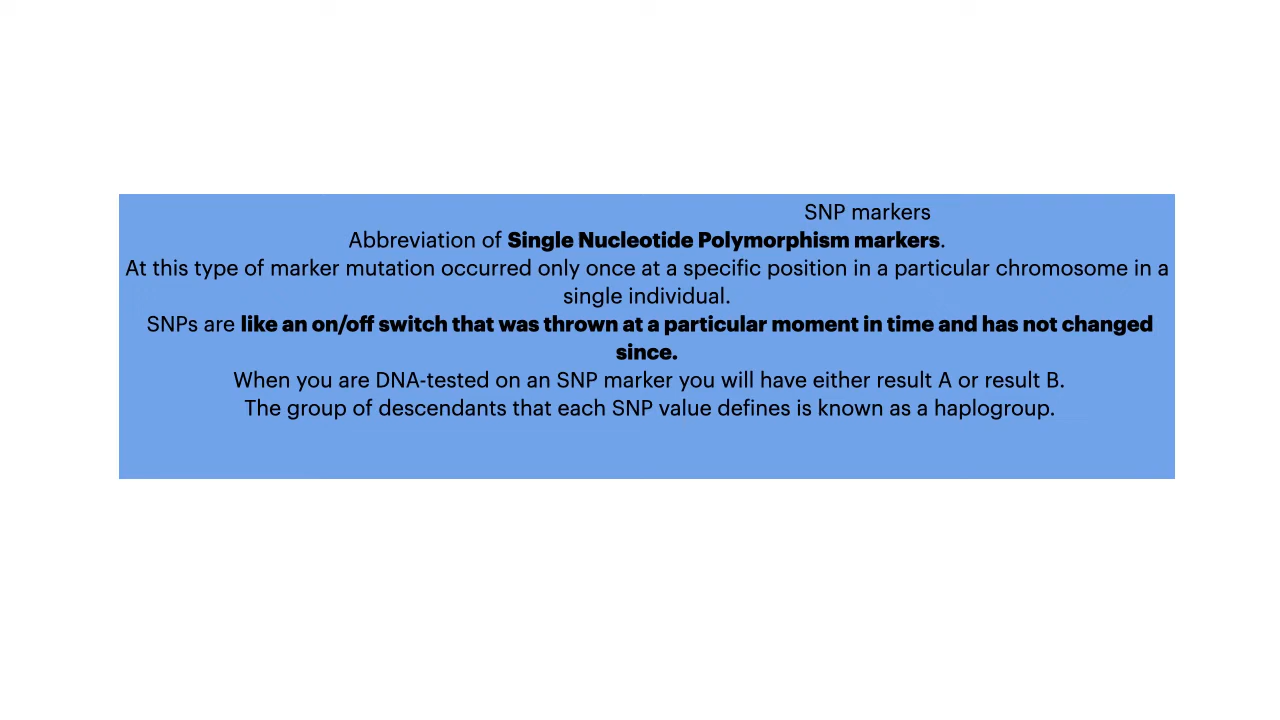 SNP markers
Abbreviation of Single Nucleotide Polymorphism markers.
At this type of marker mutation occurred only once at a specific position in a particular chromosome in a
single individual.
SNPs are like an on/off switch that was thrown at a particular moment in time and has not changed
since.
When you are DNA-tested on an SNP marker you will have either result A or result B.
The group of descendants that each SNP value defines is known as a haplogroup.